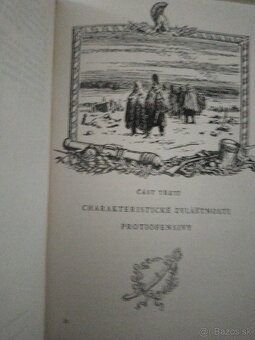 ČÁST TŘETÍ
CHARAKTERISTICKÉ ZVLÁŠTNOSTI
PROTIOFENSIVY
Bazos.sk